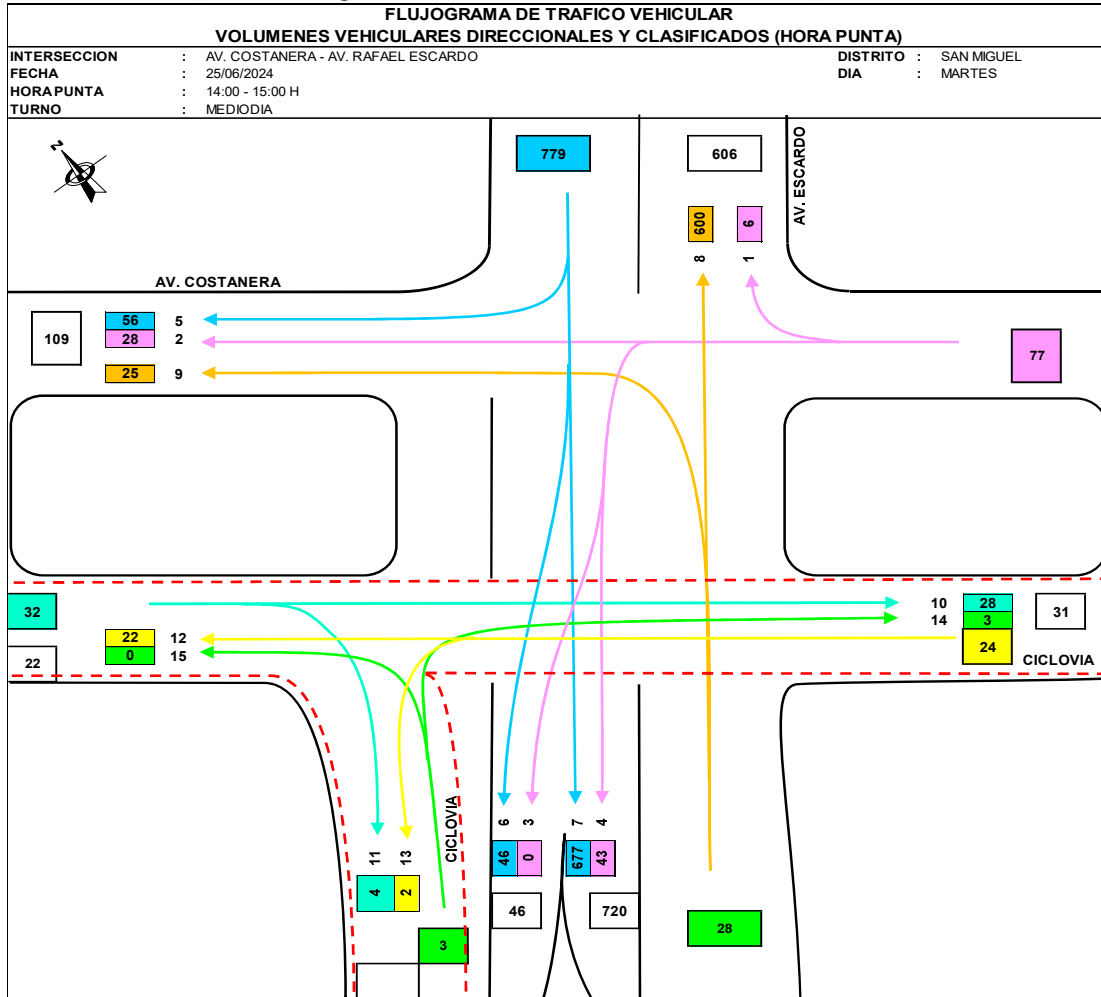 FLUJOGRAMA DE TRAFICO VEHICULAR
VOLUMENES VEHICULARES DIRECCIONALES Y CLASIFICADOS (HORA PUNTA)
INTERSECCION : AV. COSTANERA - AV. RAFAEL ESCARDO DISTRITO : SAN MIGUEL
FECHA : 25/06/2024 DIA : MARTES
HORA PUNTA : 14:00 - 15:00 H
TURNO : MEDIODIA
N
779
606
AV. ESCARDO
600
6
8
1
AV. COSTANERA
109
56 5
28 2
25 9
77
32
22 12
0 15
22
10 28
14 3
31
24
CICLOVIA
CICLOVIA
11 13
4 2
3
6 3 7 4
46 0 677 43
46 720
28